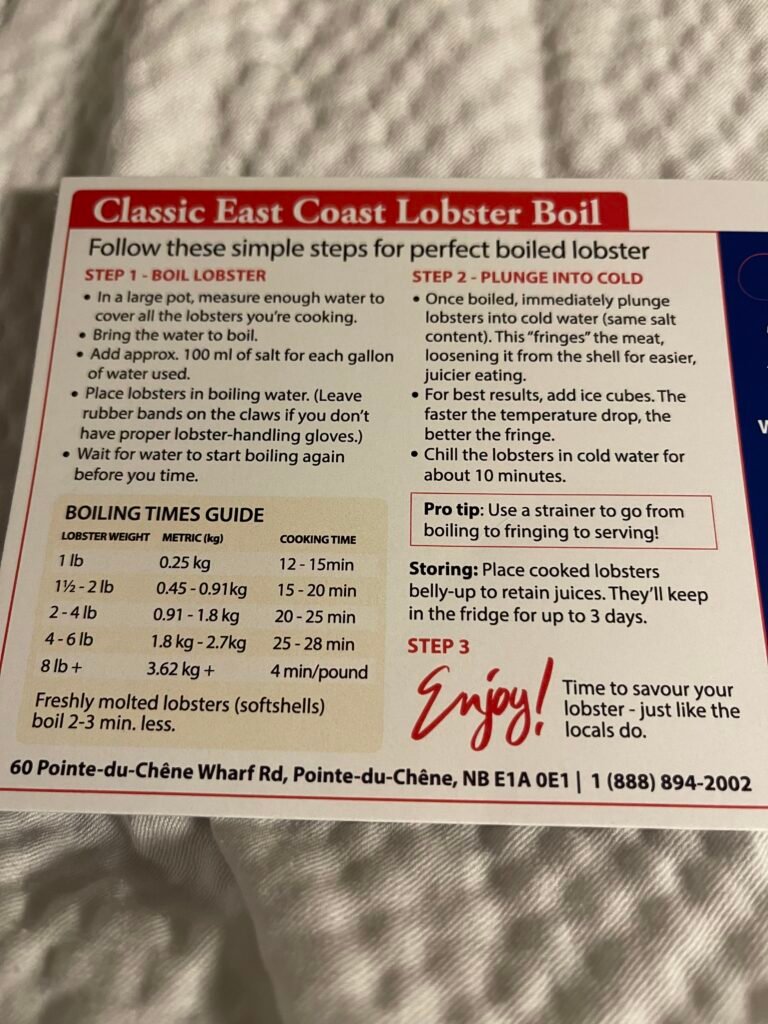 Classic East Coast Lobster Boil
Follow these simple steps for perfect boiled lobster
STEP 1 - BOIL LOBSTER
• In a large pot, measure enough water to
cover all the lobsters you're cooking.
• Bring the water to boil.
• Add approx. 100 ml of salt for each gallon
of water used.
• Place lobsters in boiling water. (Leave
rubber bands on the claws if you don't
have proper lobster-handling gloves.)
• Wait for water to start boiling again
before you time.
BOILING TIMES GUIDE
LOBSTER WEIGHT METRIC (kg) COOKING TIME
1 lb 0.25 kg 12 - 15min
1½ - 2 lb 0.45 - 0.91kg 15 - 20 min
2 - 4 lb 0.91 - 1.8 kg 20 - 25 min
4 - 6 lb 1.8 kg - 2.7kg 25 - 28 min
8 lb + 3.62 kg + 4 min/pound
Freshly molted lobsters (softshells)
boil 2-3 min. less.
STEP 2 - PLUNGE INTO COLD
• Once boiled, immediately plunge
lobsters into cold water (same salt
content). This "fringes" the meat,
loosening it from the shell for easier,
juicier eating.
• For best results, add ice cubes. The
faster the temperature drop, the
better the fringe.
• Chill the lobsters in cold water for
about 10 minutes.
Pro tip: Use a strainer to go from
boiling to fringing to serving!
Storing: Place cooked lobsters
belly-up to retain juices. They'll keep
in the fridge for up to 3 days.
STEP 3
Enjoy!
Time to savour your
lobster - just like the
locals do.
60 Pointe-du-Chêne Wharf Rd, Pointe-du-Chêne, NB E1A 0E1 | 1 (888) 894-2002